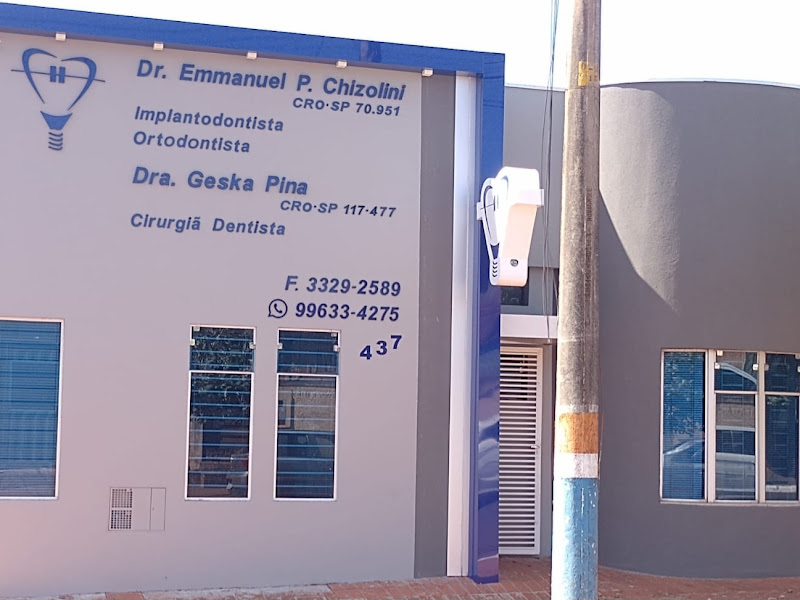 Dr. Emmanuel P. Chizolini
CRO·SP 70.951
Implantodontista
Ortodontista
Dra. Geska Pina
CRO·SP 117·477
Cirurgiã Dentista
F. 3329-2589
99633-4275
437